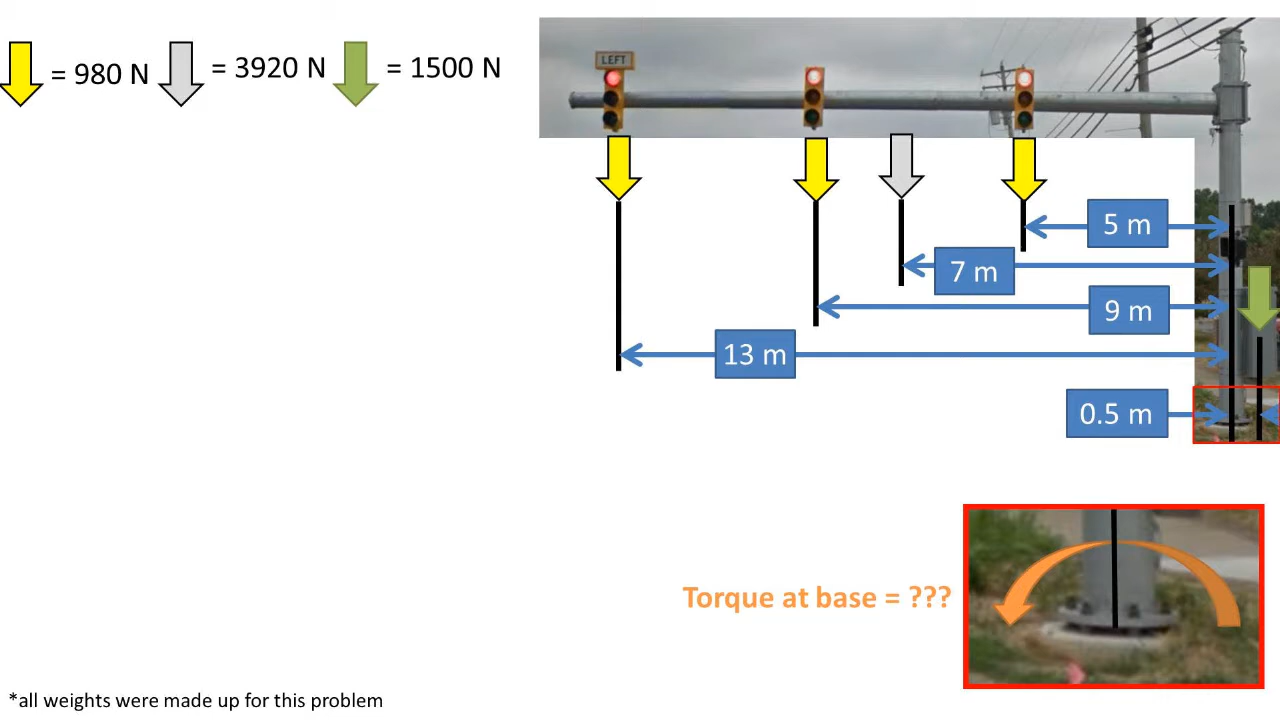 = 980 N
= 3920 N
= 1500 N
LEFT
5 m
7 m
9 m
13 m
0.5 m
Torque at base = ???
*all weights were made up for this problem